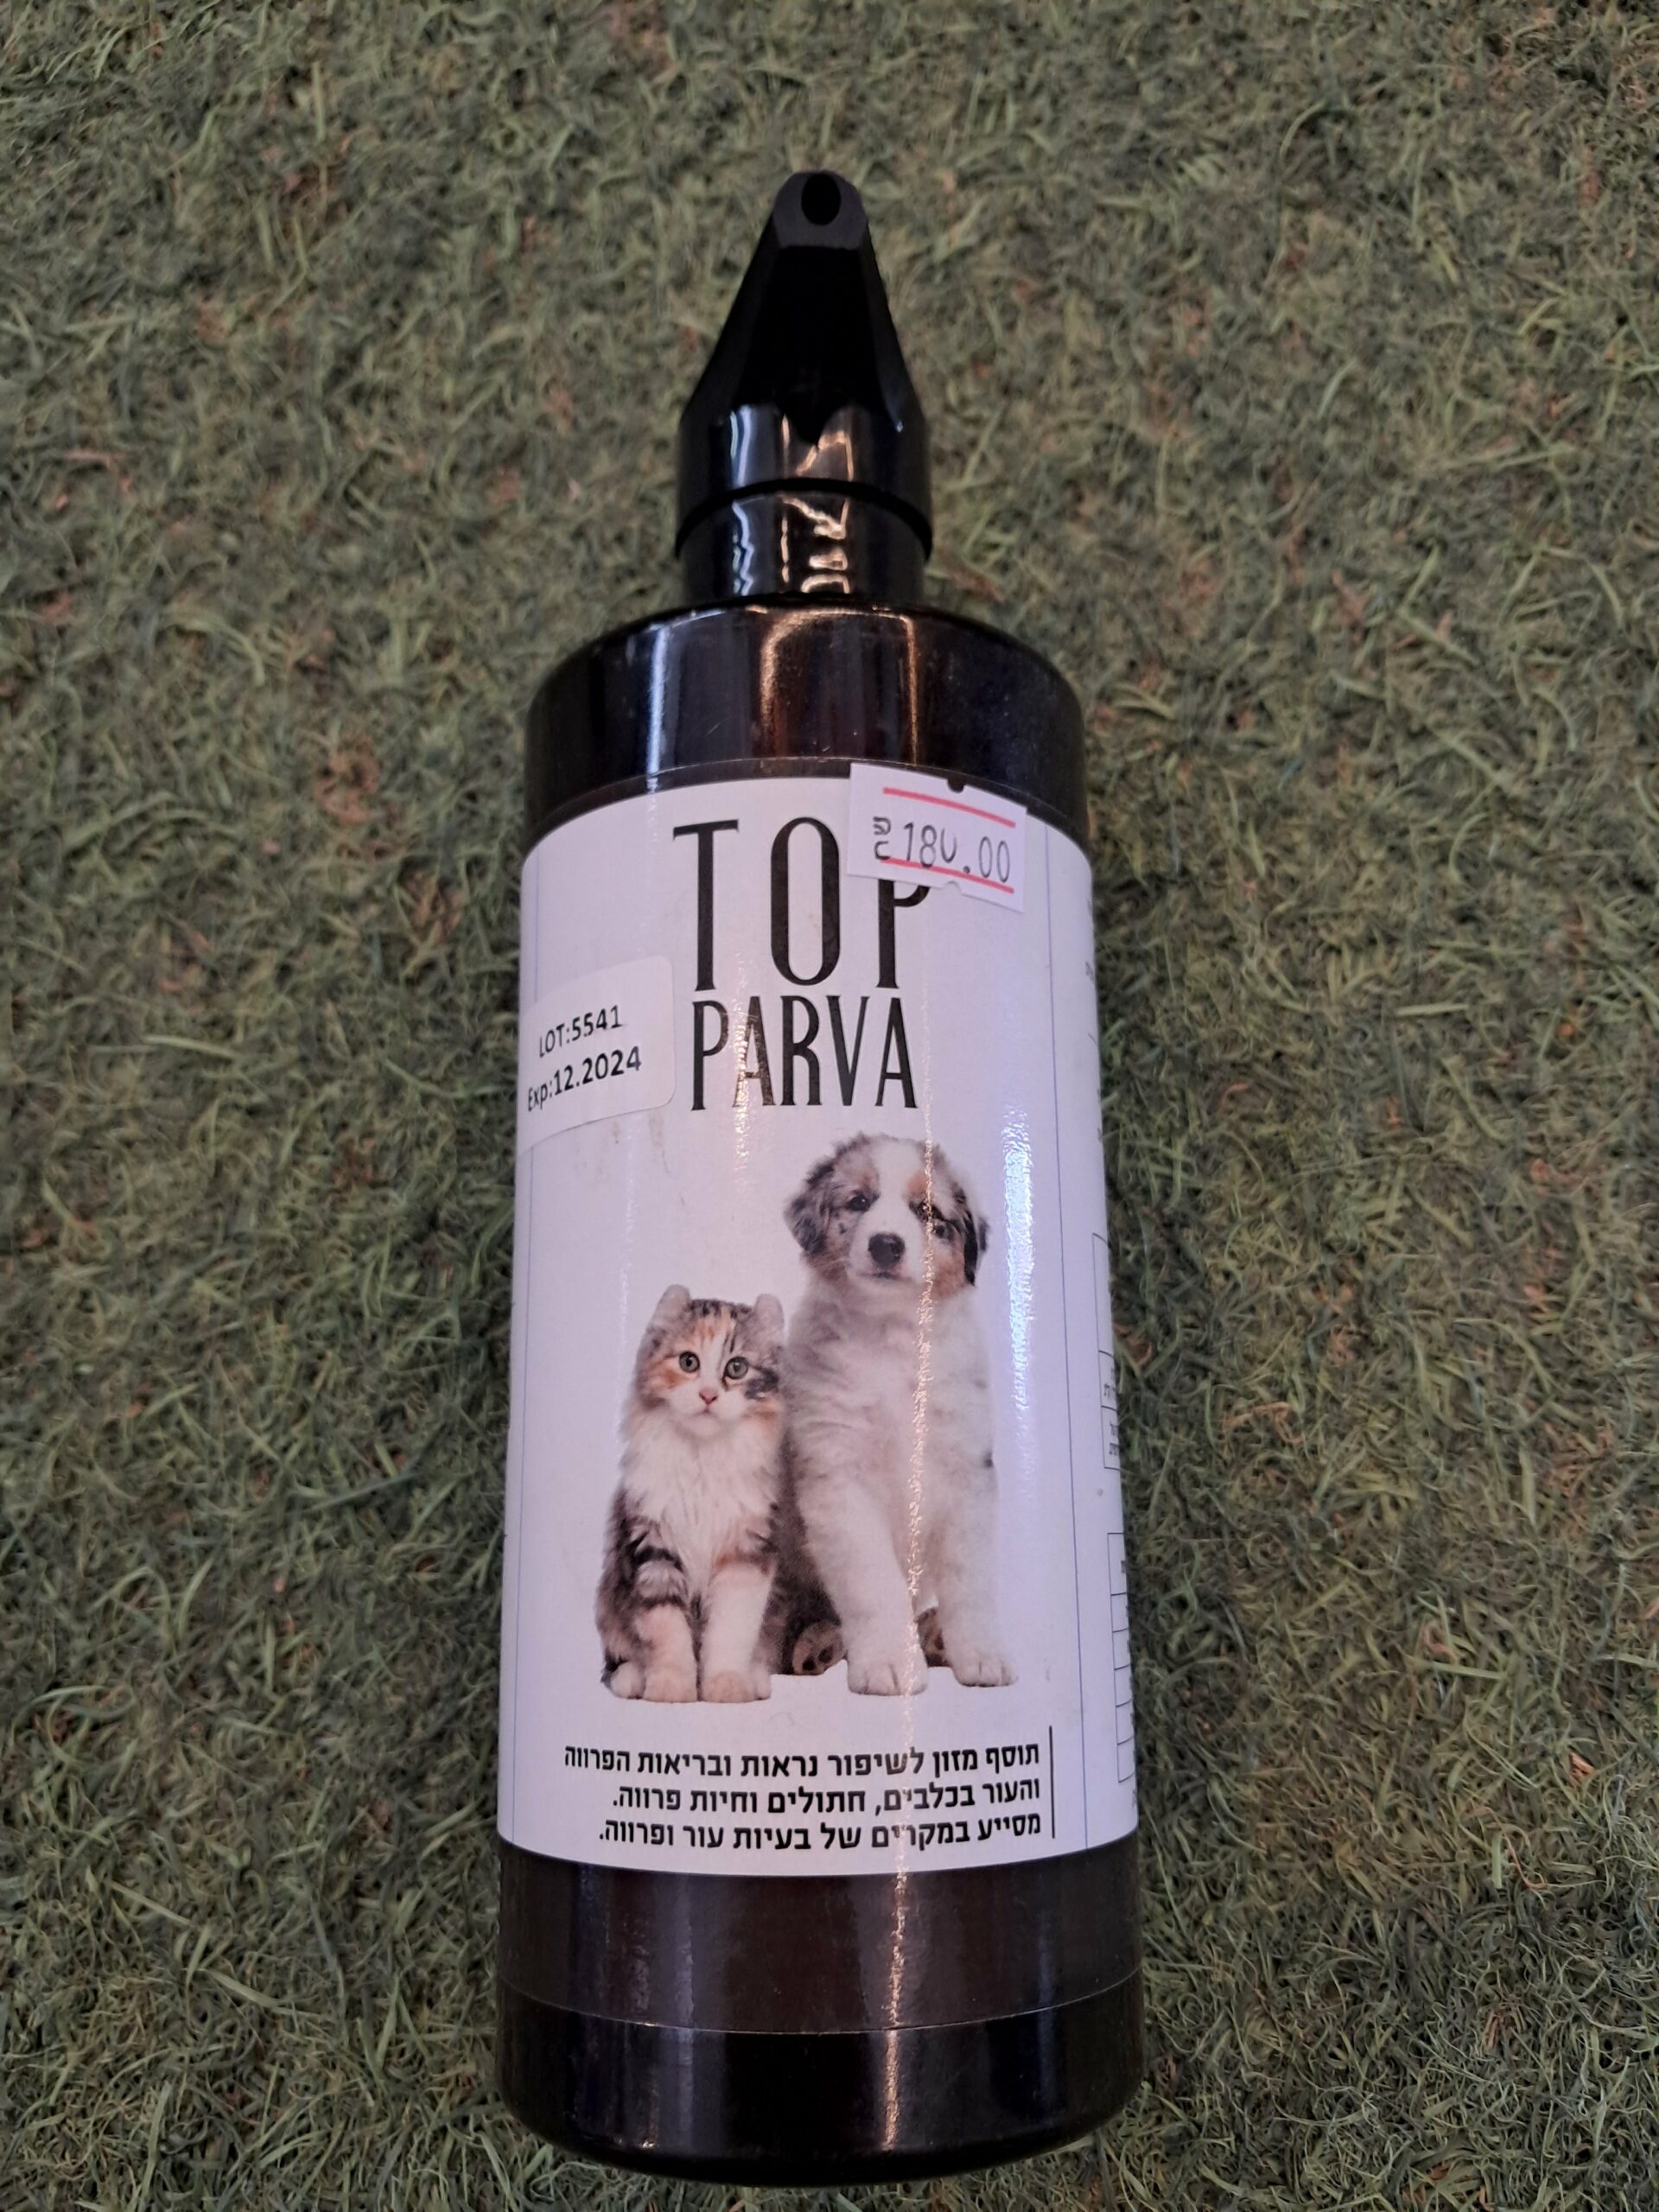 TOP
₪180.00
PARVA
LOT:5541
Exp:12.2024
תוסף מזון לשיפור נראות ובריאות הפרווה
והעור בכלבים, חתולים וחיות פרווה.
מסייע במקרים של בעיות עור ופרווה.